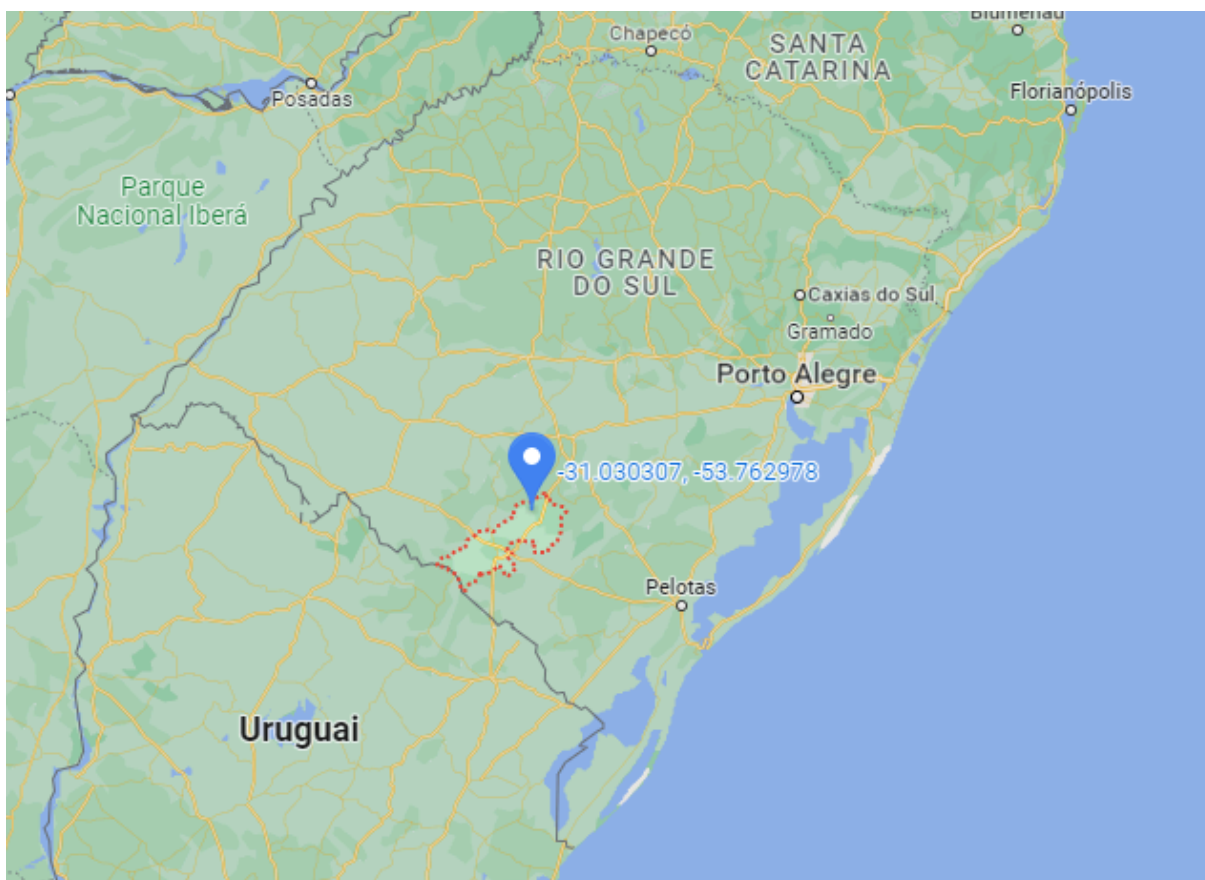 Blumenau
Chapecó
SANTA
CATARINA
Florianópolis
Posadas
Parque
Nacional Iberá
RIO GRANDE
DO SUL
Caxias do Sul
Gramado
Porto Alegre
-31.030307, -53.762978
Pelotas
Uruguai